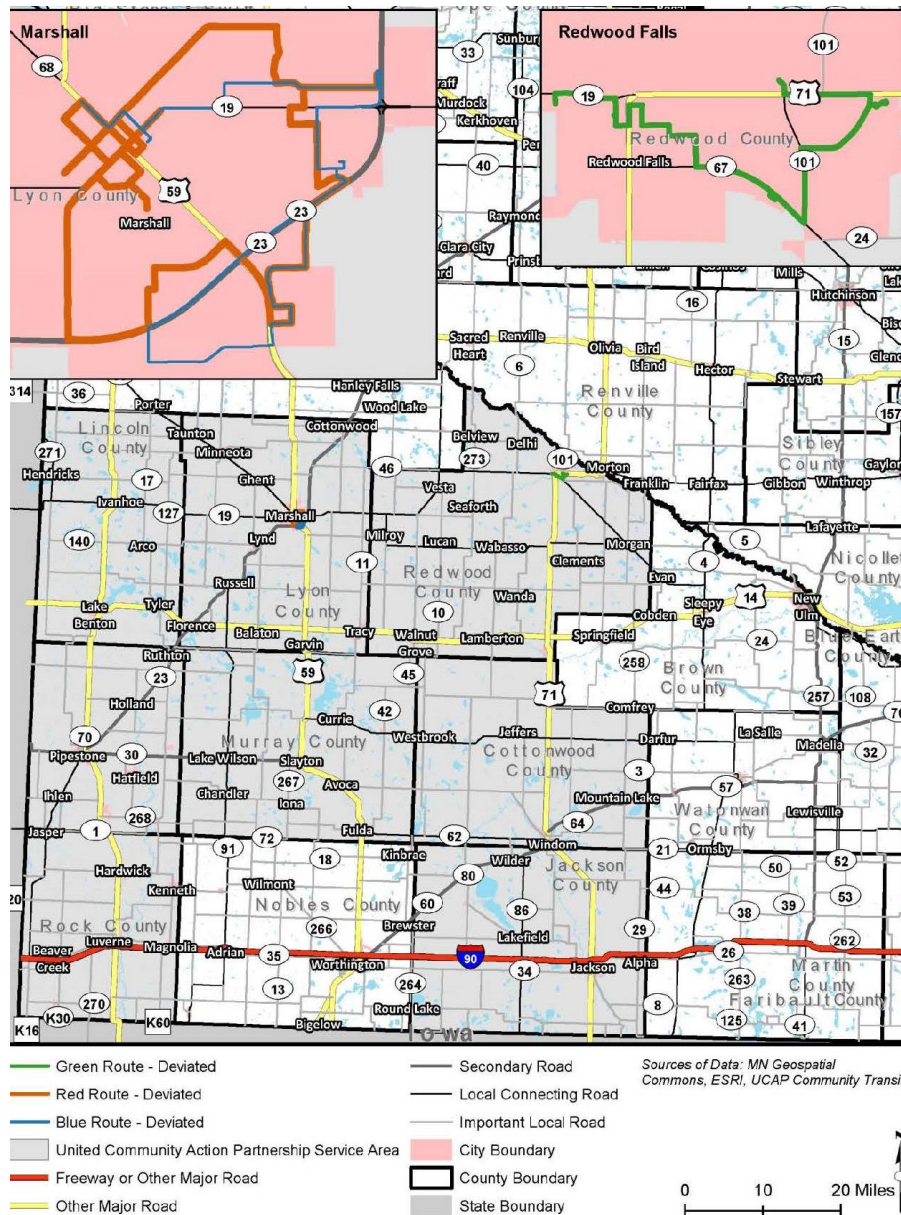 Marshall
68
19
59
Lyon County
Marshall
23
23
33
Sunburg
104
Murdock
Kerkhoven
40
Raymond
Clara City
Redwood Falls
101
19
71
Redwood County
Redwood Falls
67
101
24
Mills
Hutchinson
16
15
Sacred Heart
Renville
6
Olivia
Bird Island
Hector
Stewart
Renville County
157
Sibley County
Gibbon
Winthrop
Hanley Falls
Wood Lake
Cottonwood
Belview
Delhi
273
101
Morton
Franklin
Fairfax
314
36
Porter
Lincoln County
Taunton
Minneota
271
Hendricks
17
Ghent
46
Vesta
Seaforth
Ivanhoe
127
19
Marshall
Milroy
Lucan
Wabasso
Morgan
Lafayette
5
Nicollet County
140
Arco
Lynd
11
Redwood County
Clements
Evan
4
14
Russell
Lyon County
10
Wanda
Cobden
Sleepy Eye
New Ulm
Lake Benton
Tyler
Florence
Balaton
Garvin
Tracy
Walnut Grove
Lamberton
Springfield
24
Blue Earth County
Ruthton
23
59
45
71
258
Brown County
257
108
Holland
Currie
42
Comfrey
La Salle
70
Pipestone
30
Hatfield
Lake Wilson
Murray County
Slayton
Westbrook
Jeffers
Cottonwood County
Darfur
Madelia
32
267
Avoca
Iona
3
57
Ihlen
268
Chandler
Mountain Lake
Watonwan County
Lewisville
Jasper
1
72
Fulda
62
64
Windom
91
21
Ormsby
52
Hardwick
18
Kinbrae
Wilder
Jackson County
50
Kenneth
Wilmont
80
44
53
Nobles County
60
86
38
39
Rock County
266
Brewster
29
Luverne
Magnolia
Adrian
35
Worthington
90
Lakefield
34
Jackson
Alpha
26
262
Beaver Creek
13
264
263
Martin County
Faribault County
270
Round Lake
8
125
41
K16
K30
K60
Bigelow
Iowa
Green Route - Deviated
Red Route - Deviated
Blue Route - Deviated
United Community Action Partnership Service Area
Freeway or Other Major Road
Other Major Road
Secondary Road
Local Connecting Road
Important Local Road
City Boundary
County Boundary
State Boundary
Sources of Data: MN Geospatial
Commons, ESRI, UCAP Community Transi
0 10 20 Miles